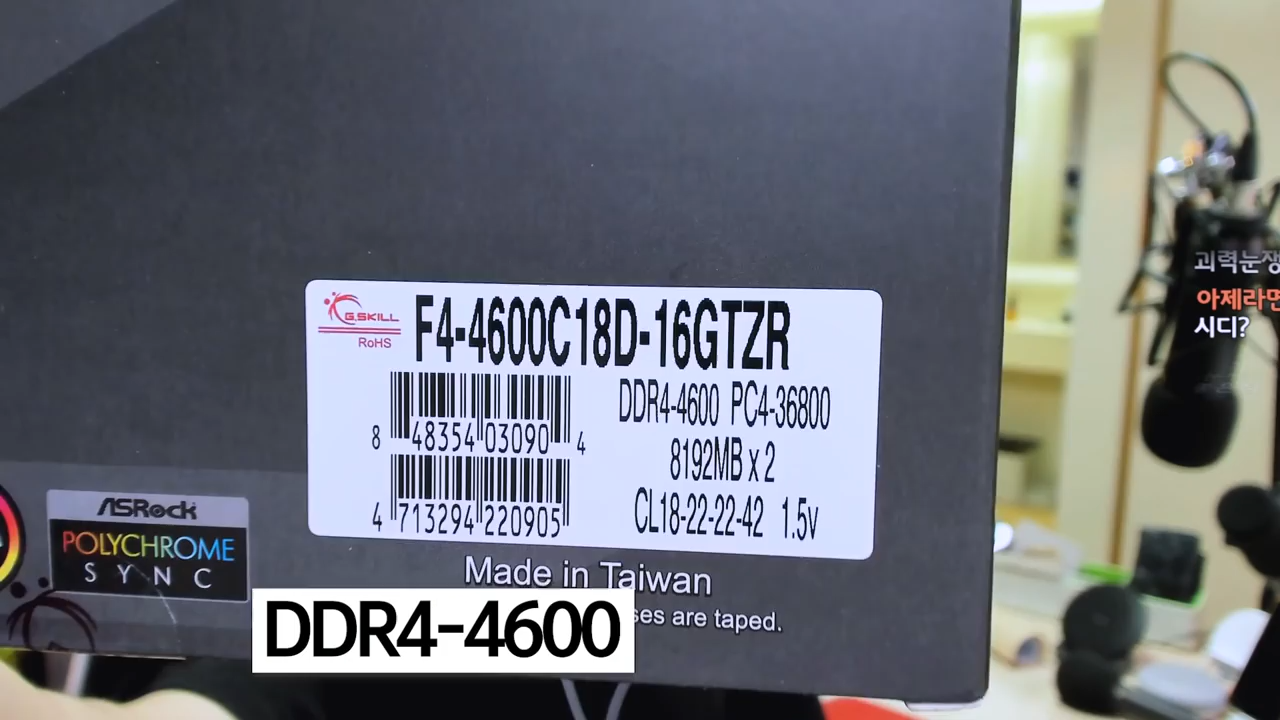 G.SKILL
RoHS
F4-4600C18D-16GTZR
8 48354 03090 4
4 713294 220905
DDR4-4600 PC4-36800
8192MB x 2
CL18-22-22-42 1.5v
ASRock
POLYCHROME
SYNC
Made in Taiwan
are taped.
DDR4-4600
괴력눈쟁
아제라면
시디?